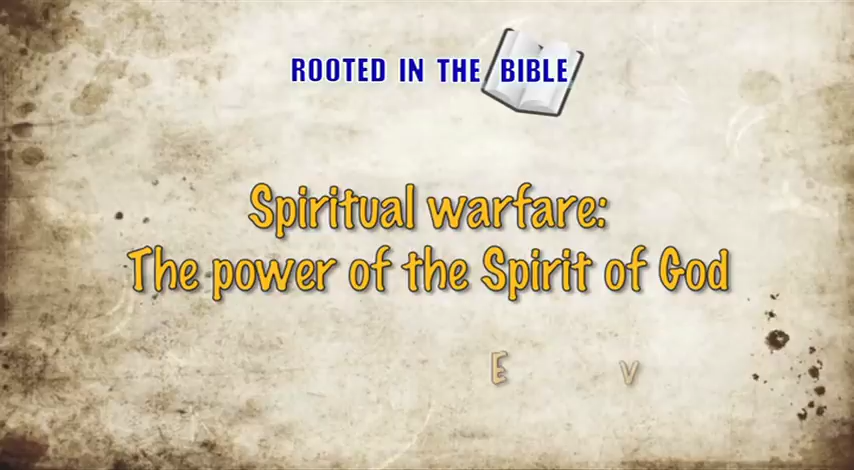 ROOTED IN THE BIBLE
Spiritual warfare:
The power of the Spirit of God
E v